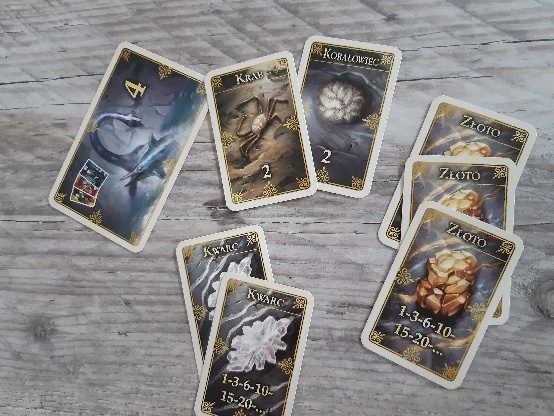 4
KRAB
2
KORALOWIEC
2
ZŁOTO
ZŁOTO
ZŁOTO
1-3-6-10-
15-20-...
KWARC
KWARC
1-3-6-10-
15-20-...